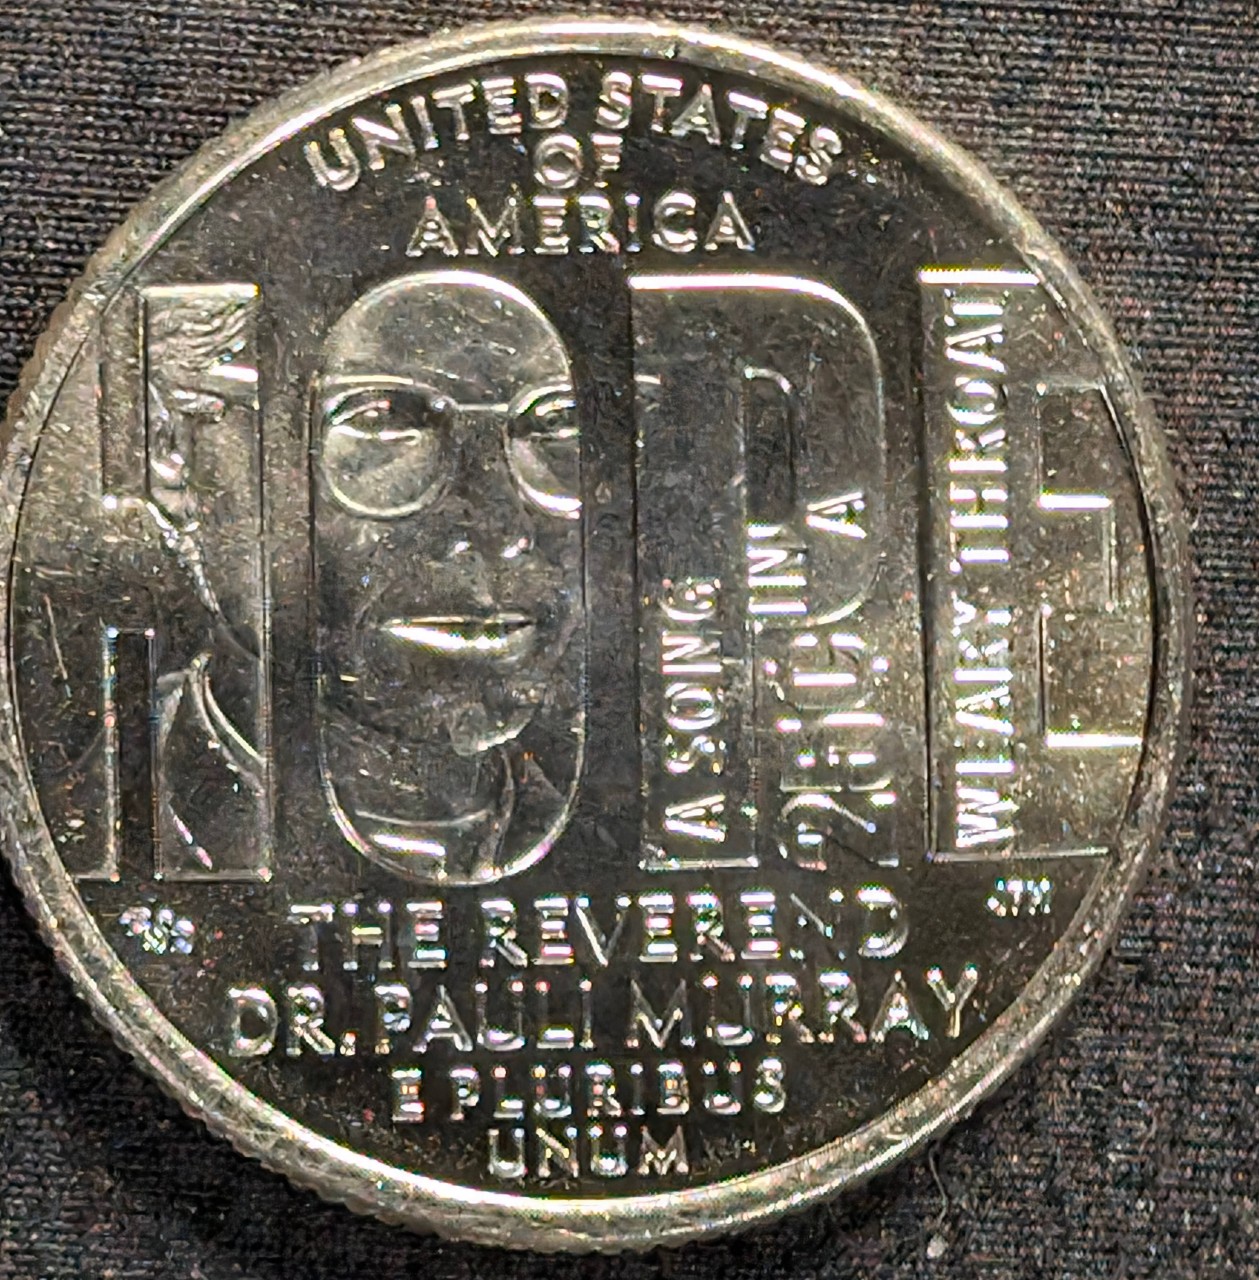 UNITED STATES
OF
AMERICA
HOPE
A SONG
IN A
WEARY THROAT
THE REVEREND
DR. PAULI MURRAY
E PLURIBUS
UNUM